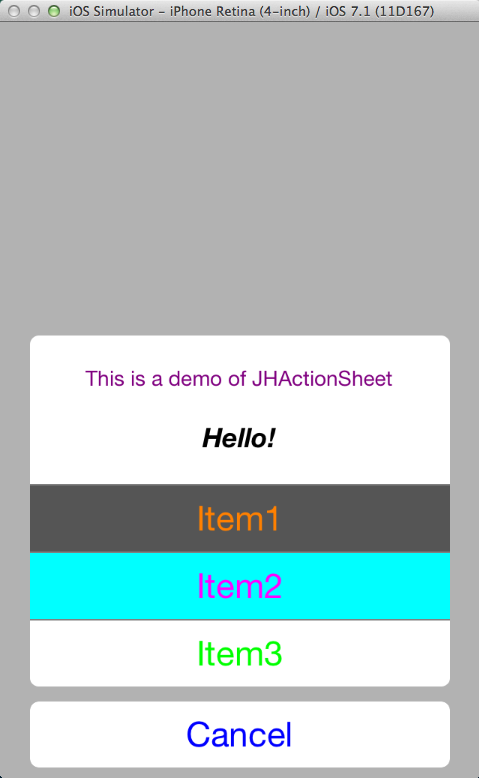 iOS Simulator – iPhone Retina (4-inch) / iOS 7.1 (11D167)
This is a demo of JHActionSheet
Hello!
Item1
Item2
Item3
Cancel